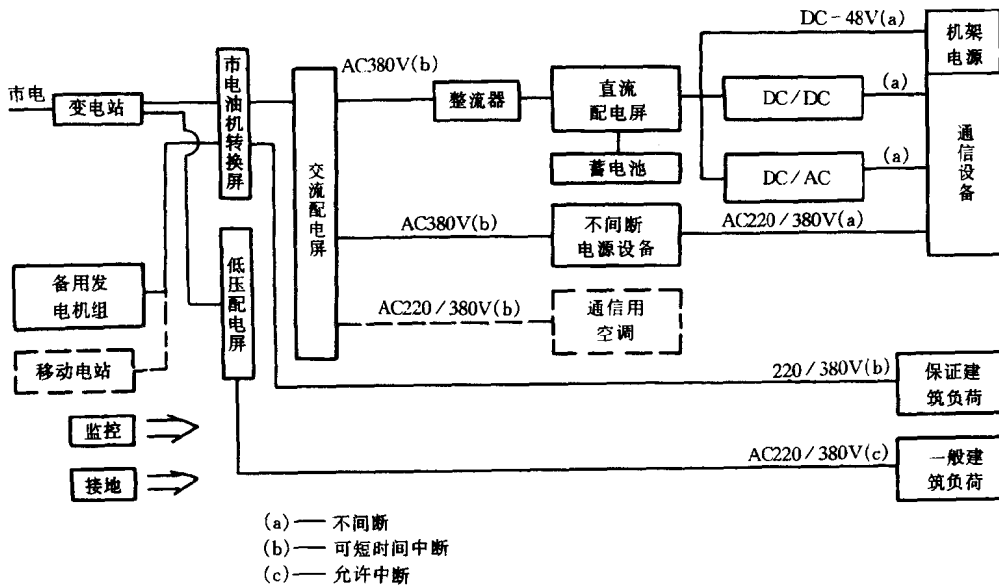 市电
变电站
市电油机转换屏
交流配电屏
AC380V(b)
整流器
直流
配电屏
蓄电池
DC-48V(a)
机架
电源
DC/DC
(a)
DC/AC
(a)
通信设备
AC380V(b)
不间断
电源设备
AC220/380V(a)
低压配电屏
备用发
电机组
移动电站
AC220/380V(b)
通信用
空调
220/380V(b)
保证建
筑负荷
监控
接地
AC220/380V(c)
一般建
筑负荷
(a)— 不间断
(b)— 可短时间中断
(c)— 允许中断